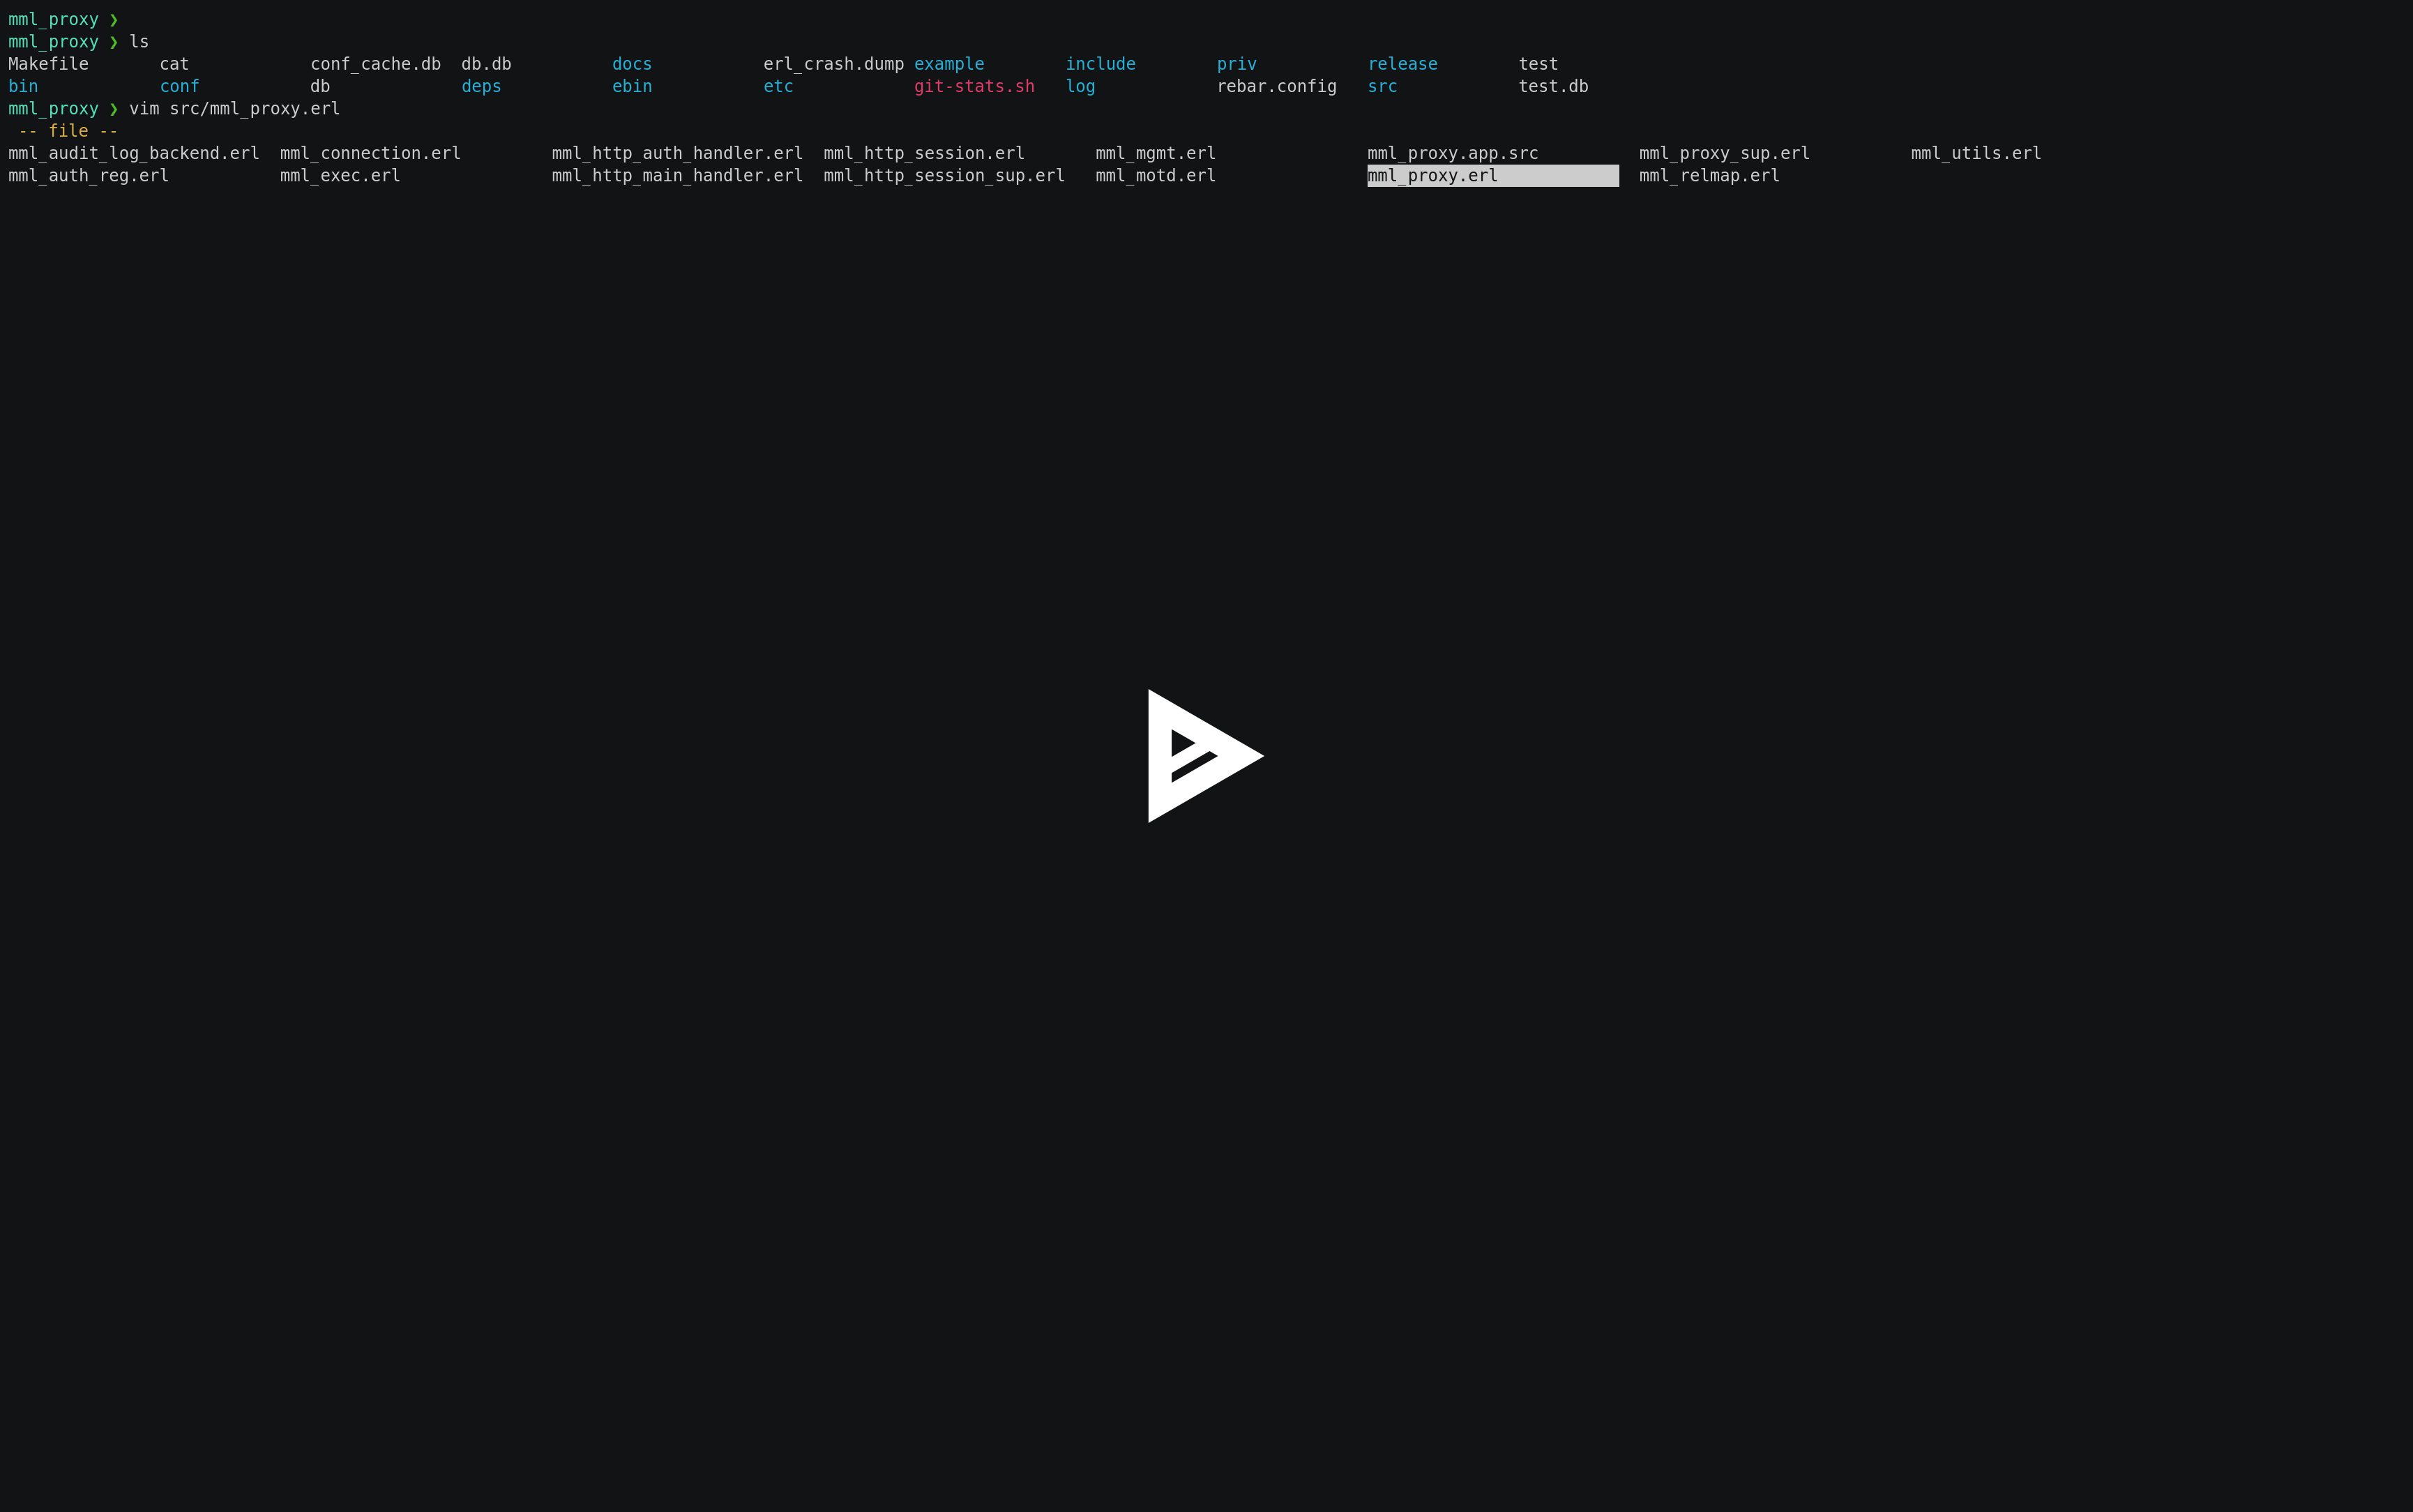 mml_proxy ❯
mml_proxy ❯ ls
Makefile cat conf_cache.db db.db docs erl_crash.dump example include priv release test
bin conf db deps ebin etc git-stats.sh log rebar.config src test.db
mml_proxy ❯ vim src/mml_proxy.erl
-- file --
mml_audit_log_backend.erl mml_connection.erl mml_http_auth_handler.erl mml_http_session.erl mml_mgmt.erl mml_proxy.app.src mml_proxy_sup.erl mml_utils.erl
mml_auth_reg.erl mml_exec.erl mml_http_main_handler.erl mml_http_session_sup.erl mml_motd.erl mml_proxy.erl mml_relmap.erl